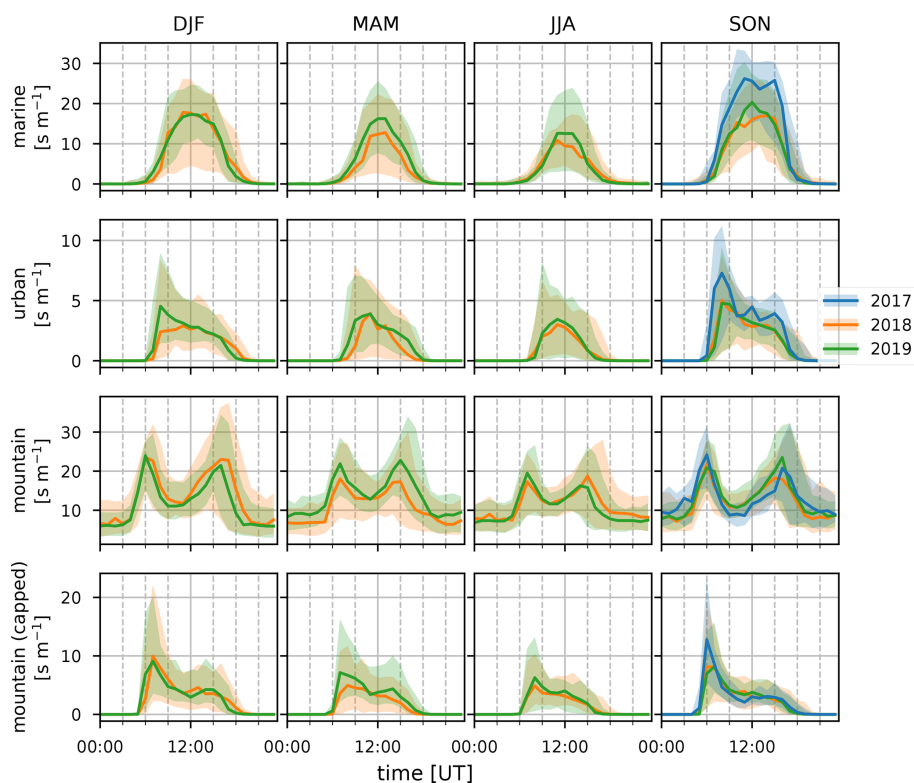 DJF MAM JJA SON
marine
[s m⁻¹]
30
20
10
0
urban
[s m⁻¹]
10
5
0
2017
2018
2019
mountain
[s m⁻¹]
30
20
10
mountain (capped)
[s m⁻¹]
20
10
0
00:00 12:00 00:00 12:00 00:00 12:00 00:00 12:00
time [UT]